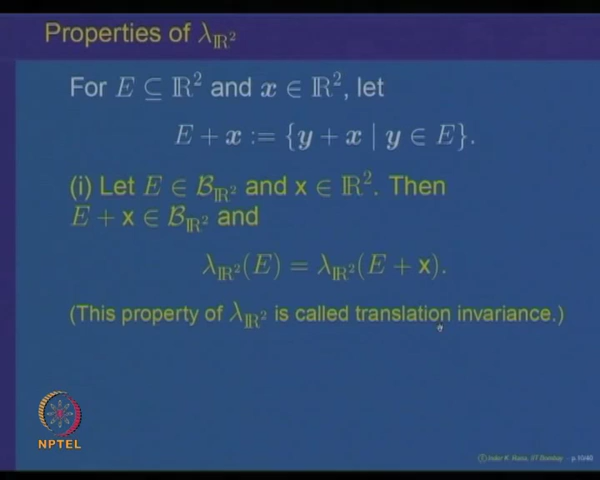 Properties of λ_ℝ²
For E ⊆ ℝ² and x ∈ ℝ², let
E + x := {y + x | y ∈ E}.
(i) Let E ∈ 𝓑_ℝ² and x ∈ ℝ². Then
E + x ∈ 𝓑_ℝ² and
λ_ℝ²(E) = λ_ℝ²(E + x).
(This property of λ_ℝ² is called translation invariance.)
NPTEL